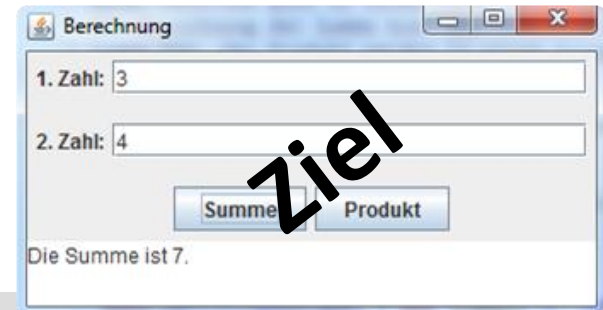 Berechnung
1. Zahl: 3
2. Zahl: 4
Ziel
Summe Produkt
Die Summe ist 7.